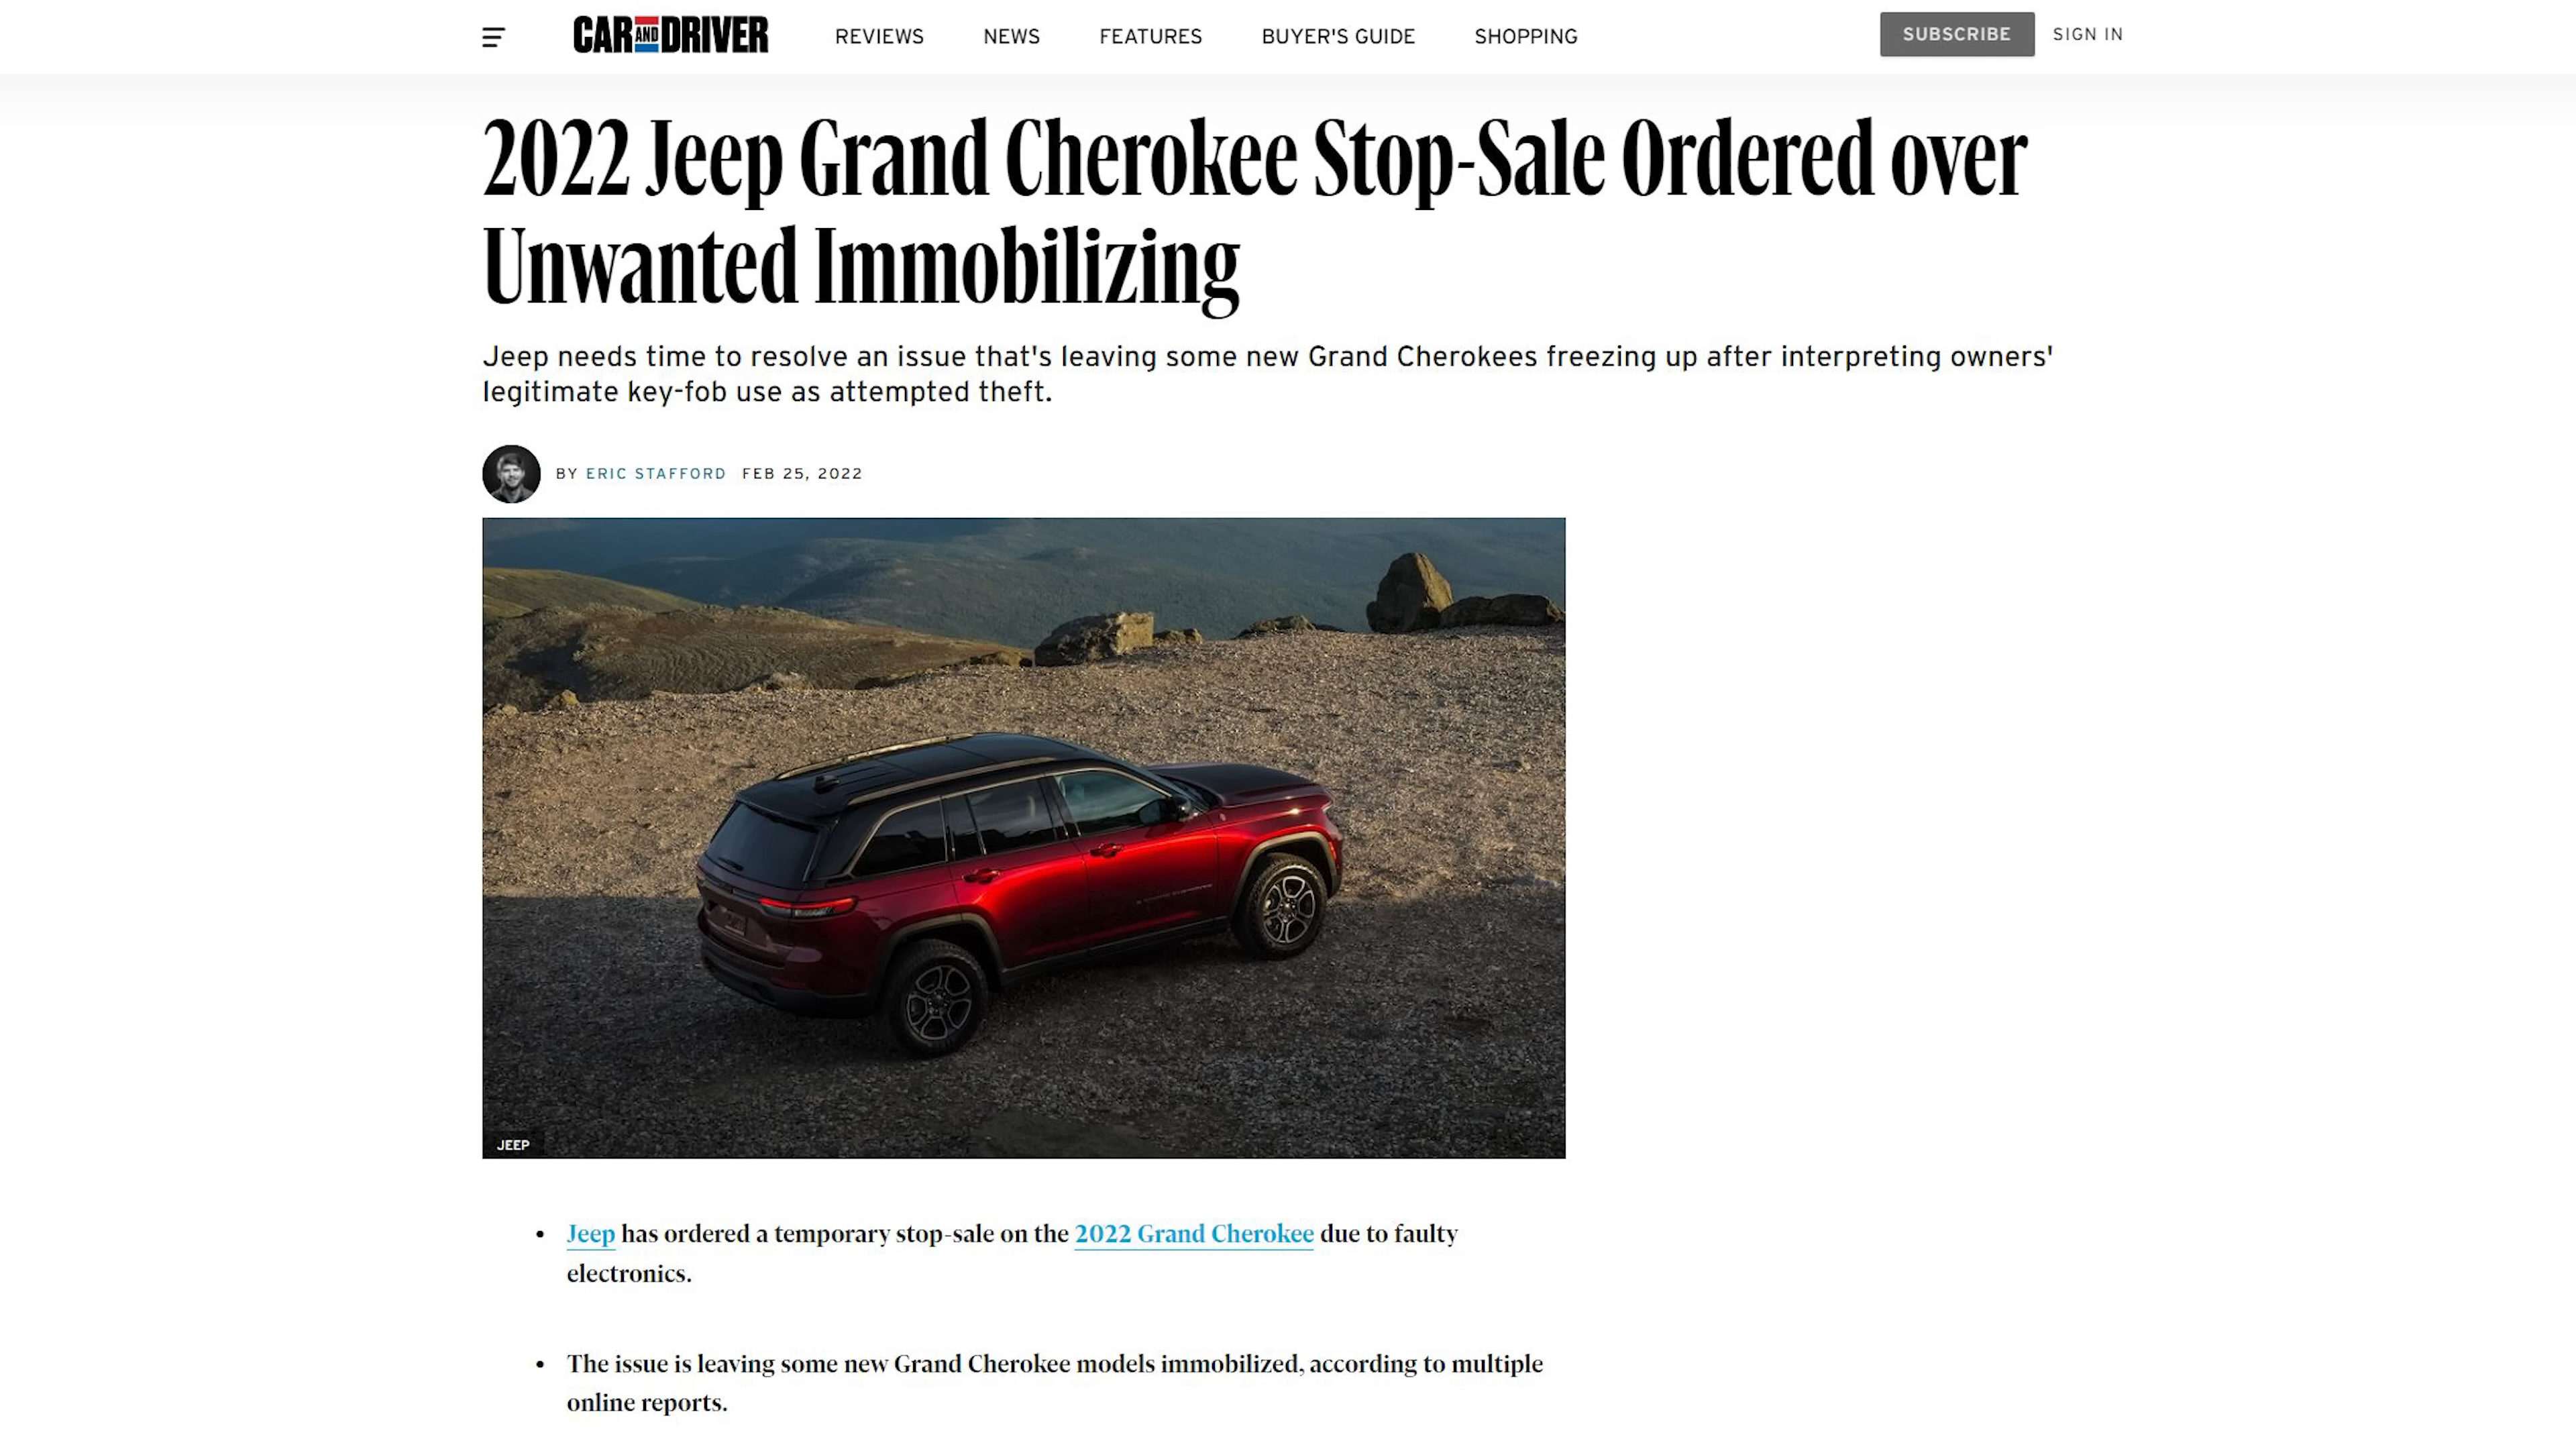 CAR AND DRIVER
REVIEWS NEWS FEATURES BUYER'S GUIDE SHOPPING
SUBSCRIBE SIGN IN
2022 Jeep Grand Cherokee Stop-Sale Ordered over
Unwanted Immobilizing
Jeep needs time to resolve an issue that's leaving some new Grand Cherokees freezing up after interpreting owners'
legitimate key-fob use as attempted theft.
BY ERIC STAFFORD FEB 25, 2022
JEEP
• Jeep has ordered a temporary stop-sale on the 2022 Grand Cherokee due to faulty
electronics.
• The issue is leaving some new Grand Cherokee models immobilized, according to multiple
online reports.